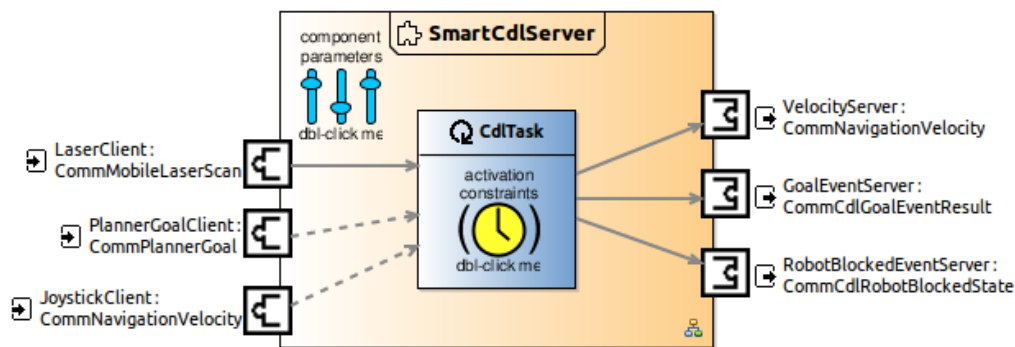 SmartCdlServer
component
parameters
dbl-click me
LaserClient:
CommMobileLaserScan
PlannerGoalClient:
CommPlannerGoal
JoystickClient:
CommNavigationVelocity
CdlTask
activation
constraints
dbl-click me
VelocityServer:
CommNavigationVelocity
GoalEventServer:
CommCdlGoalEventResult
RobotBlockedEventServer:
CommCdlRobotBlockedState